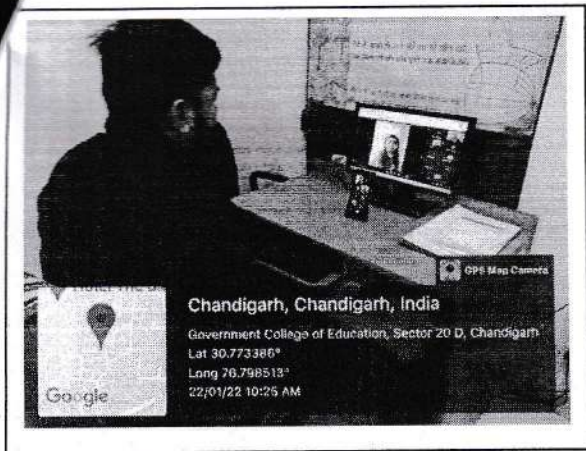 GPS Map Camera
Chandigarh, Chandigarh, India
Government College of Education, Sector 20 D, Chandigarh
Lat 30.773386°
Long 76.798513°
22/01/22 10:25 AM
Google